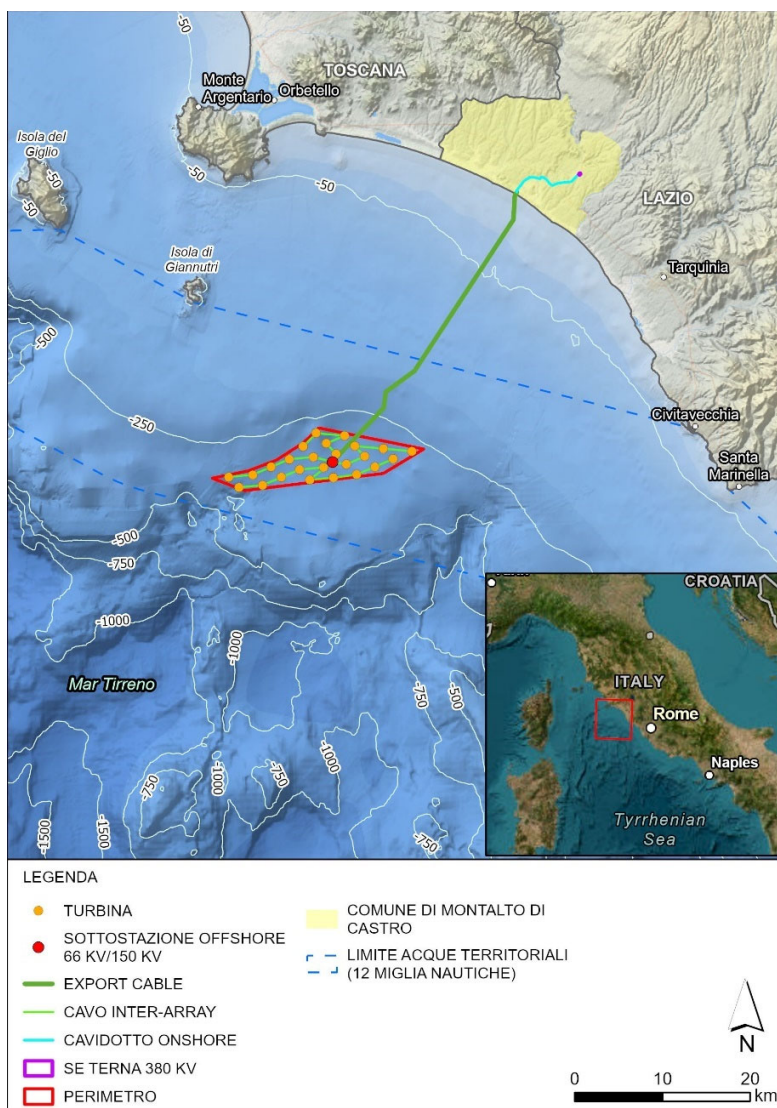 -50
TOSCANA
Monte
Argentario
Orbetello
Isola del
Giglio
-50
-50
-50
-50
LAZIO
Isola di
Giannutri
Tarquinia
-500
-250
Civitavecchia
Santa
Marinella
-500
-750
-1000
-1000
Mar Tirreno
-750
-500
-750
-1000
-750
-1000
-750
-1500
-1500
CROATIA
ITALY
Rome
Naples
Tyrrhenian
Sea
LEGENDA
TURBINA
SOTTOSTAZIONE OFFSHORE
66 KV/150 KV
EXPORT CABLE
CAVO INTER-ARRAY
CAVIDOTTO ONSHORE
SE TERNA 380 KV
PERIMETRO
COMUNE DI MONTALTO DI
CASTRO
LIMITE ACQUE TERRITORIALI
(12 MIGLIA NAUTICHE)
N
0 10 20
km